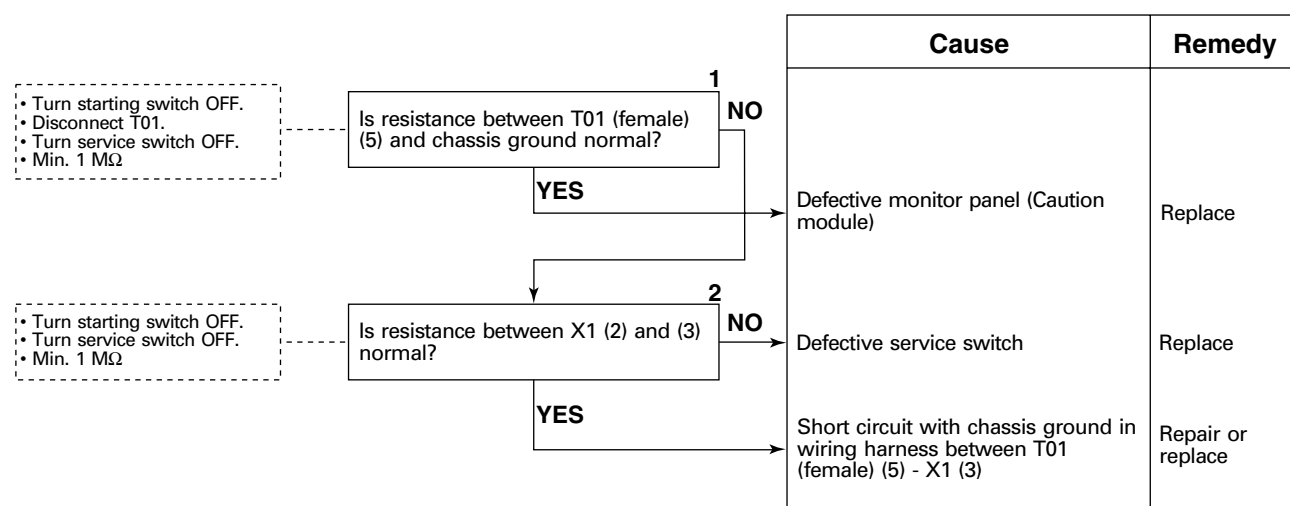 Cause
Remedy
1
• Turn starting switch OFF.
• Disconnect T01.
• Turn service switch OFF.
• Min. 1 MΩ
Is resistance between T01 (female)
(5) and chassis ground normal?
NO
YES
Defective monitor panel (Caution
module)
Replace
2
• Turn starting switch OFF.
• Turn service switch OFF.
• Min. 1 MΩ
Is resistance between X1 (2) and (3)
normal?
NO
Defective service switch
Replace
YES
Short circuit with chassis ground in
wiring harness between T01
(female) (5) - X1 (3)
Repair or
replace